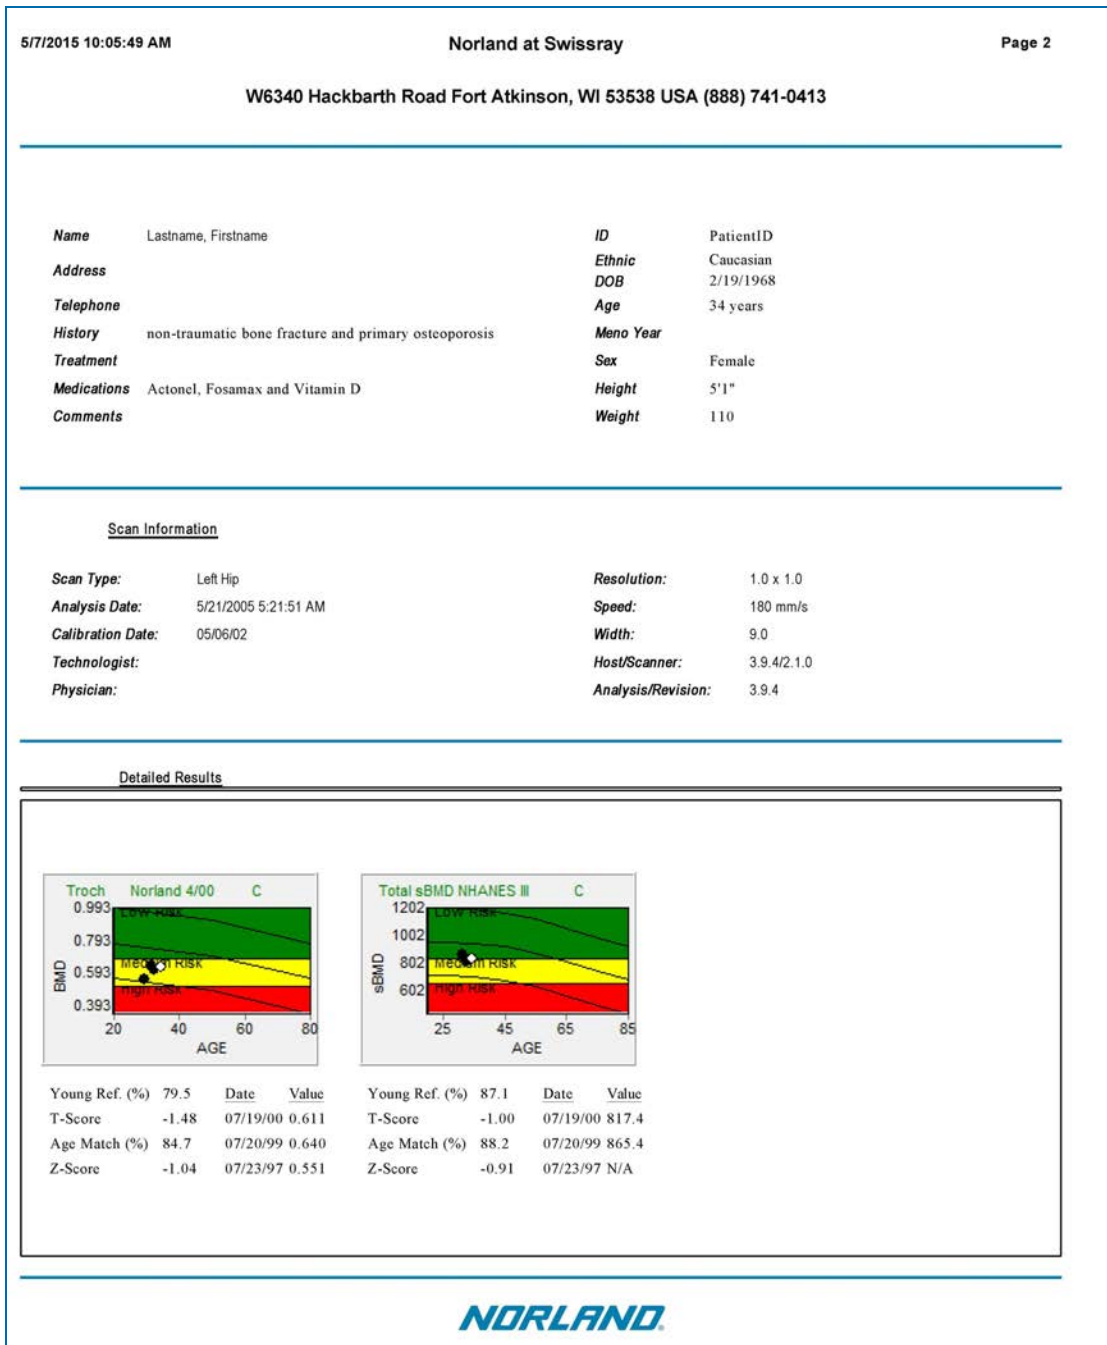 5/7/2015 10:05:49 AM Norland at Swissray Page 2
W6340 Hackbarth Road Fort Atkinson, WI 53538 USA (888) 741-0413
Name Lastname, Firstname ID PatientID
Address Ethnic Caucasian
DOB 2/19/1968
Telephone Age 34 years
History non-traumatic bone fracture and primary osteoporosis Meno Year
Treatment Sex Female
Medications Actonel, Fosamax and Vitamin D Height 5'1"
Comments Weight 110
Scan Information
Scan Type: Left Hip Resolution: 1.0 x 1.0
Analysis Date: 5/21/2005 5:21:51 AM Speed: 180 mm/s
Calibration Date: 05/06/02 Width: 9.0
Technologist: Host/Scanner: 3.9.4/2.1.0
Physician: Analysis/Revision: 3.9.4
Detailed Results
Troch Norland 4/00 C
0.993
Low Risk
0.793
Medium Risk
0.593
High Risk
0.393
BMD
20 40 60 80
AGE
Young Ref. (%) 79.5 Date Value
T-Score -1.48 07/19/00 0.611
Age Match (%) 84.7 07/20/99 0.640
Z-Score -1.04 07/23/97 0.551
Total sBMD NHANES III C
1202
Low Risk
1002
802
Medium Risk
602
High Risk
sBMD
25 45 65 85
AGE
Young Ref. (%) 87.1 Date Value
T-Score -1.00 07/19/00 817.4
Age Match (%) 88.2 07/20/99 865.4
Z-Score -0.91 07/23/97 N/A
NORLAND®